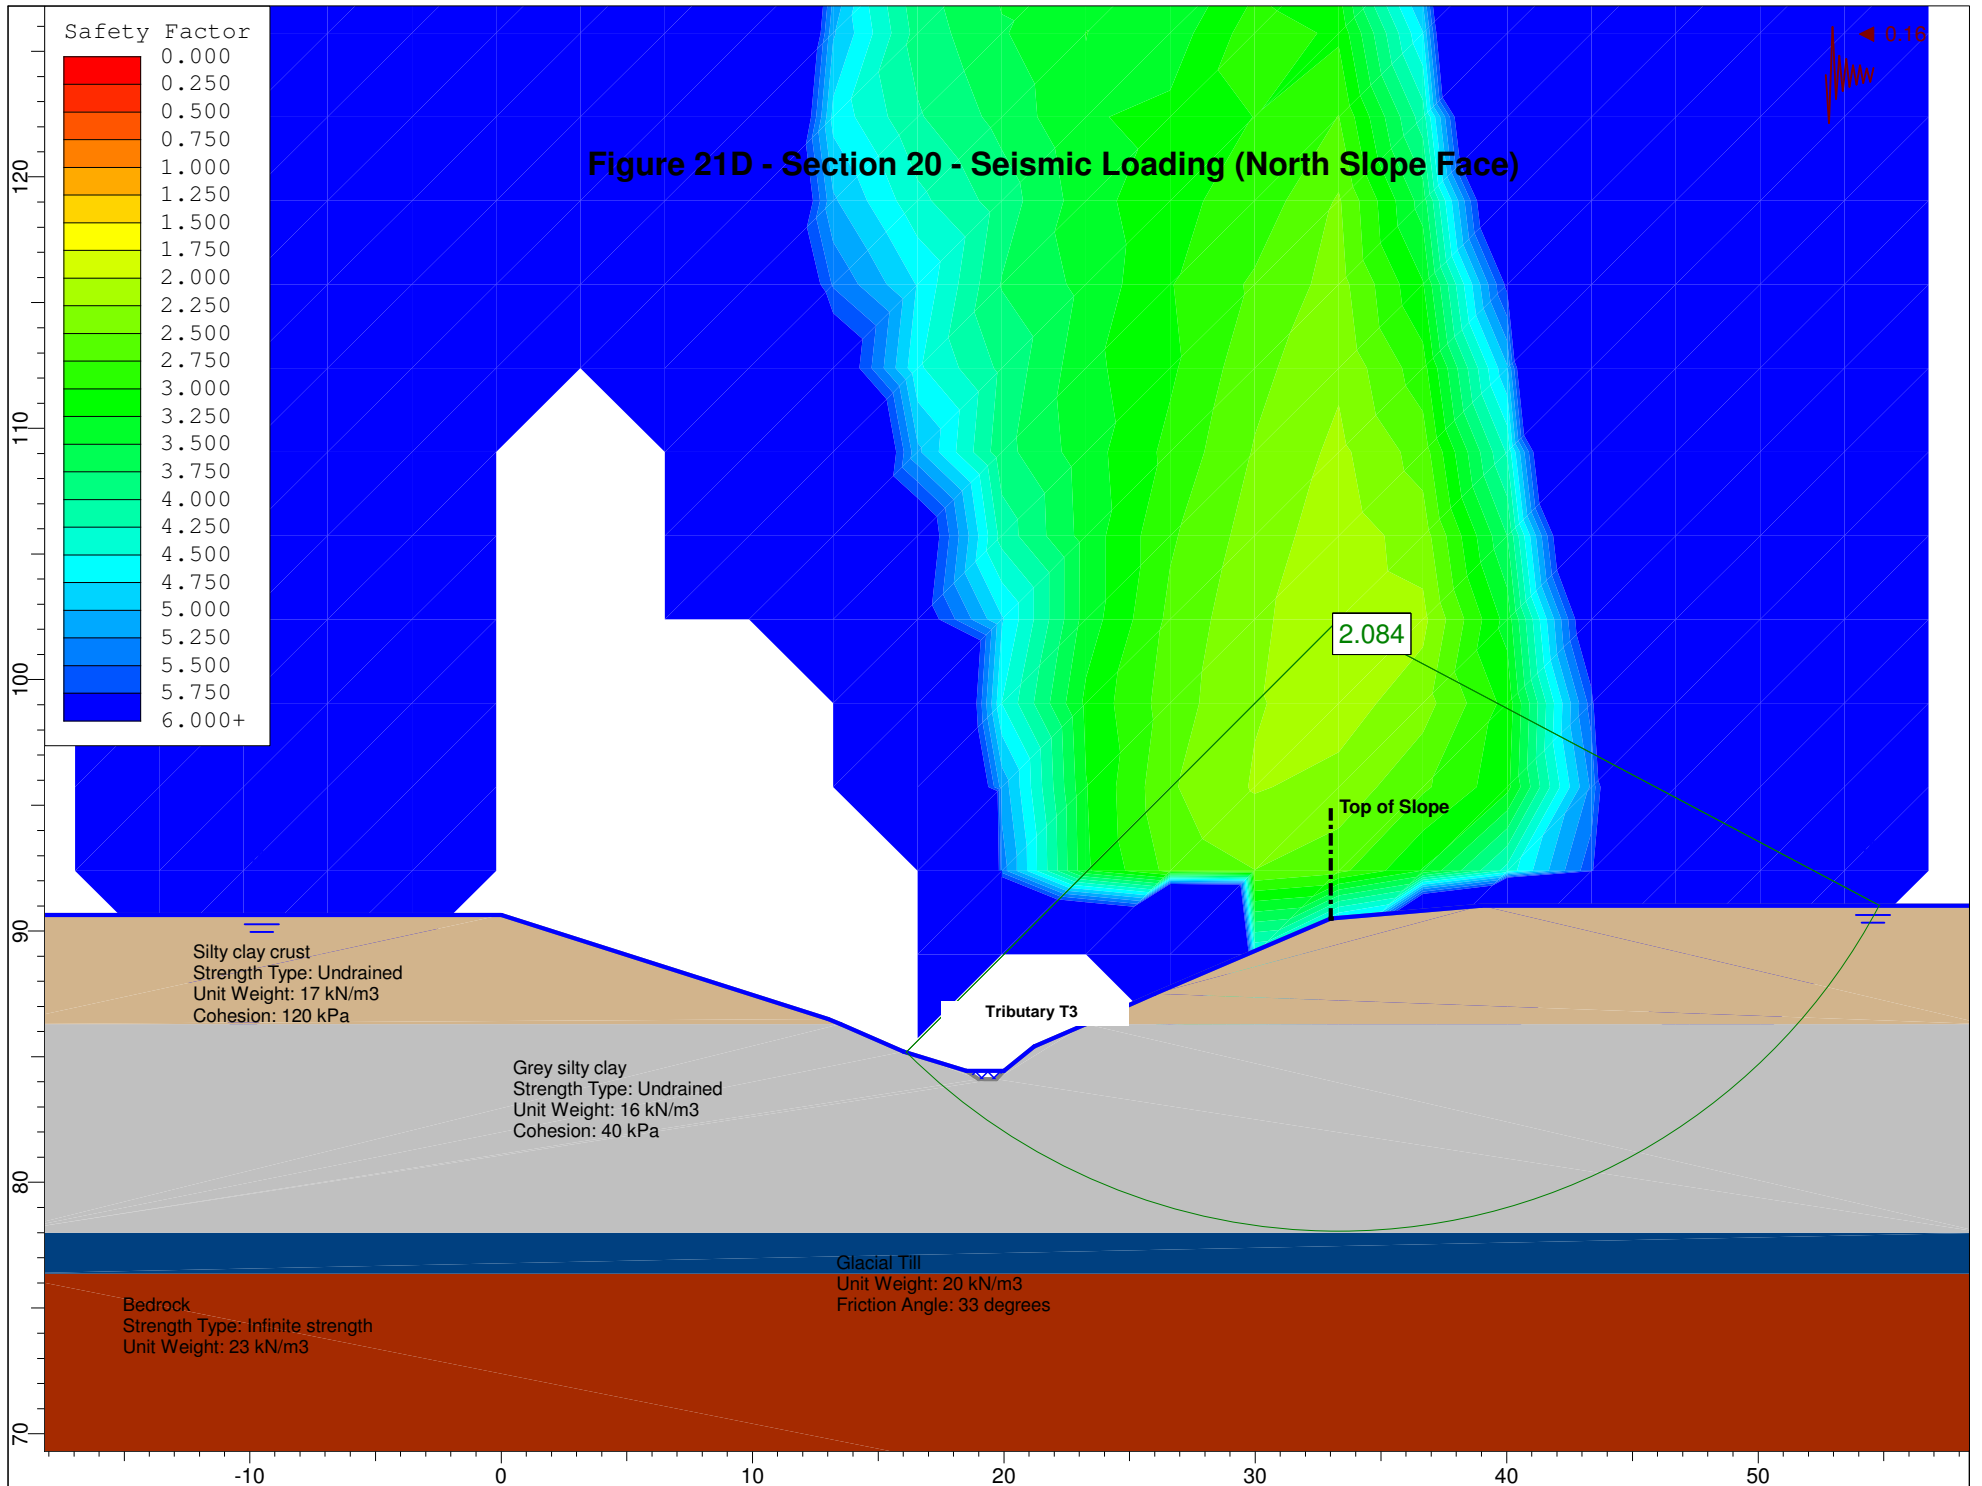 Safety Factor
0.000
0.250
0.500
0.750
1.000
1.250
1.500
1.750
2.000
2.250
2.500
2.750
3.000
3.250
3.500
3.750
4.000
4.250
4.500
4.750
5.000
5.250
5.500
5.750
6.000+
0.16
Figure 21D - Section 20 - Seismic Loading (North Slope Face)
2.084
Top of Slope
Tributary T3
Silty clay crust
Strength Type: Undrained
Unit Weight: 17 kN/m3
Cohesion: 120 kPa
Grey silty clay
Strength Type: Undrained
Unit Weight: 16 kN/m3
Cohesion: 40 kPa
Glacial Till
Unit Weight: 20 kN/m3
Friction Angle: 33 degrees
Bedrock
Strength Type: Infinite strength
Unit Weight: 23 kN/m3
120
110
100
90
80
70
-10
0
10
20
30
40
50